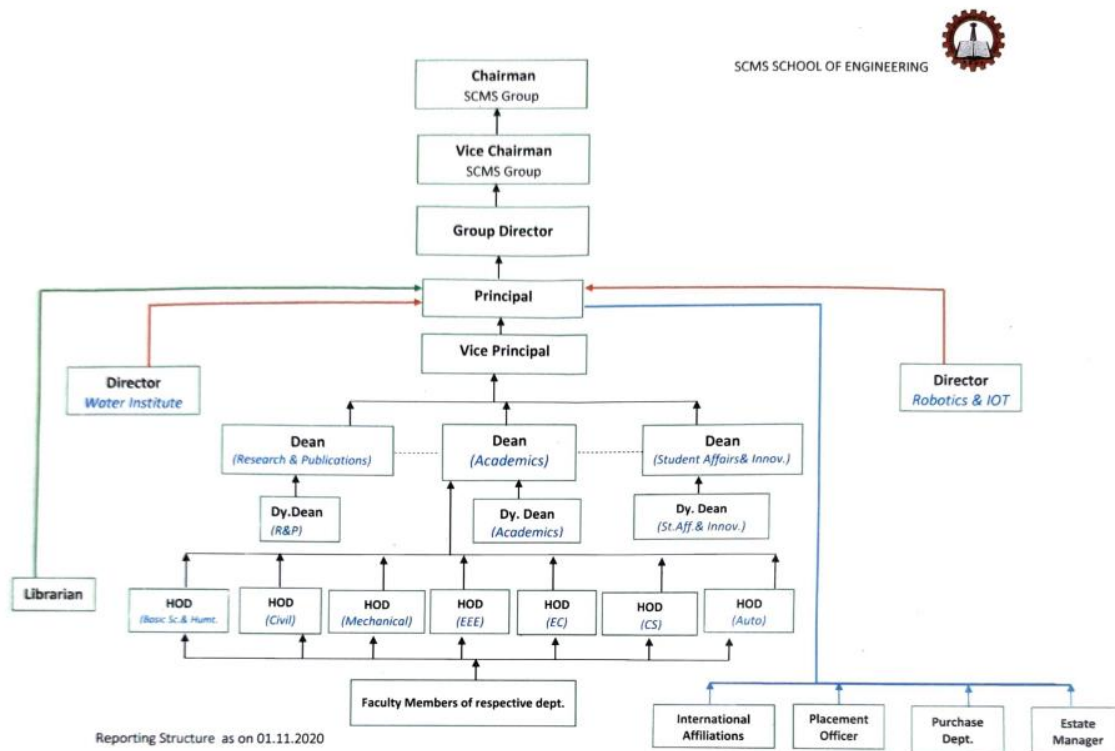 SCMS SCHOOL OF ENGINEERING
Chairman
SCMS Group
Vice Chairman
SCMS Group
Group Director
Principal
Vice Principal
Director
Water Institute
Director
Robotics & IOT
Dean
(Research & Publications)
Dean
(Academics)
Dean
(Student Affairs& Innov.)
Dy.Dean
(R&P)
Dy. Dean
(Academics)
Dy. Dean
(St.Aff.& Innov.)
Librarian
HOD
(Basic Sc.& Humt.
HOD
(Civil)
HOD
(Mechanical)
HOD
(EEE)
HOD
(EC)
HOD
(CS)
HOD
(Auto)
Faculty Members of respective dept.
International
Affiliations
Placement
Officer
Purchase
Dept.
Estate
Manager
Reporting Structure as on 01.11.2020